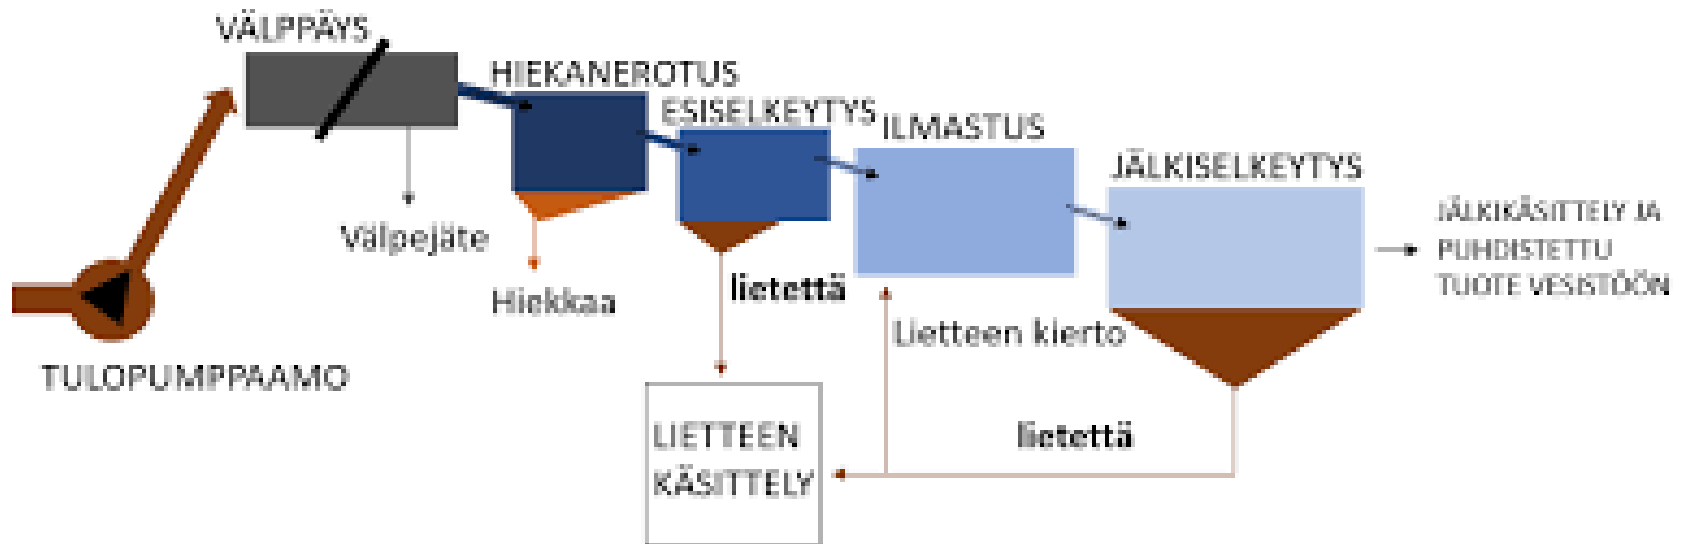 VÄLPPÄYS
HIEKANEROTUS
ESISELKEYTYS
ILMASTUS
JÄLKISELKEYTYS
JÄLKIKÄSITTELY JA
PUHDISTETTU
TUOTE VESISTÖÖN
Välpejäte
Hiekkaa
lietettä
Lietteen kierto
TULOPUMPPAAMO
LIETTEEN
KÄSITTELY
lietettä